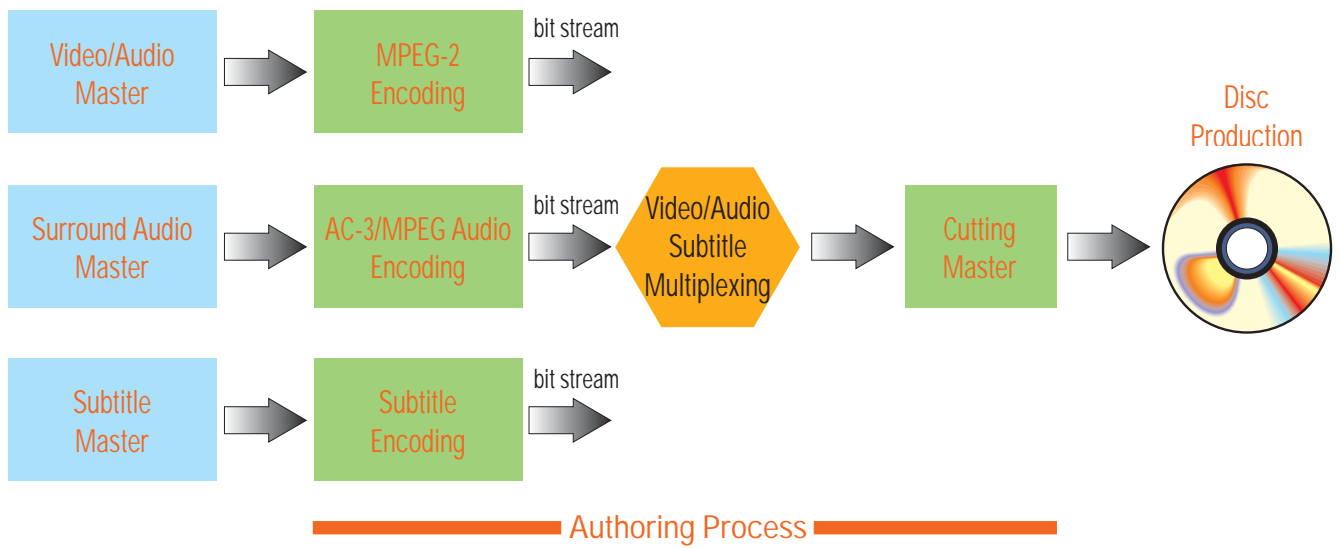 Video/Audio
Master
MPEG-2
Encoding
bit stream
Surround Audio
Master
AC-3/MPEG Audio
Encoding
bit stream
Video/Audio
Subtitle
Multiplexing
Cutting
Master
Disc
Production
Subtitle
Master
Subtitle
Encoding
bit stream
Authoring Process